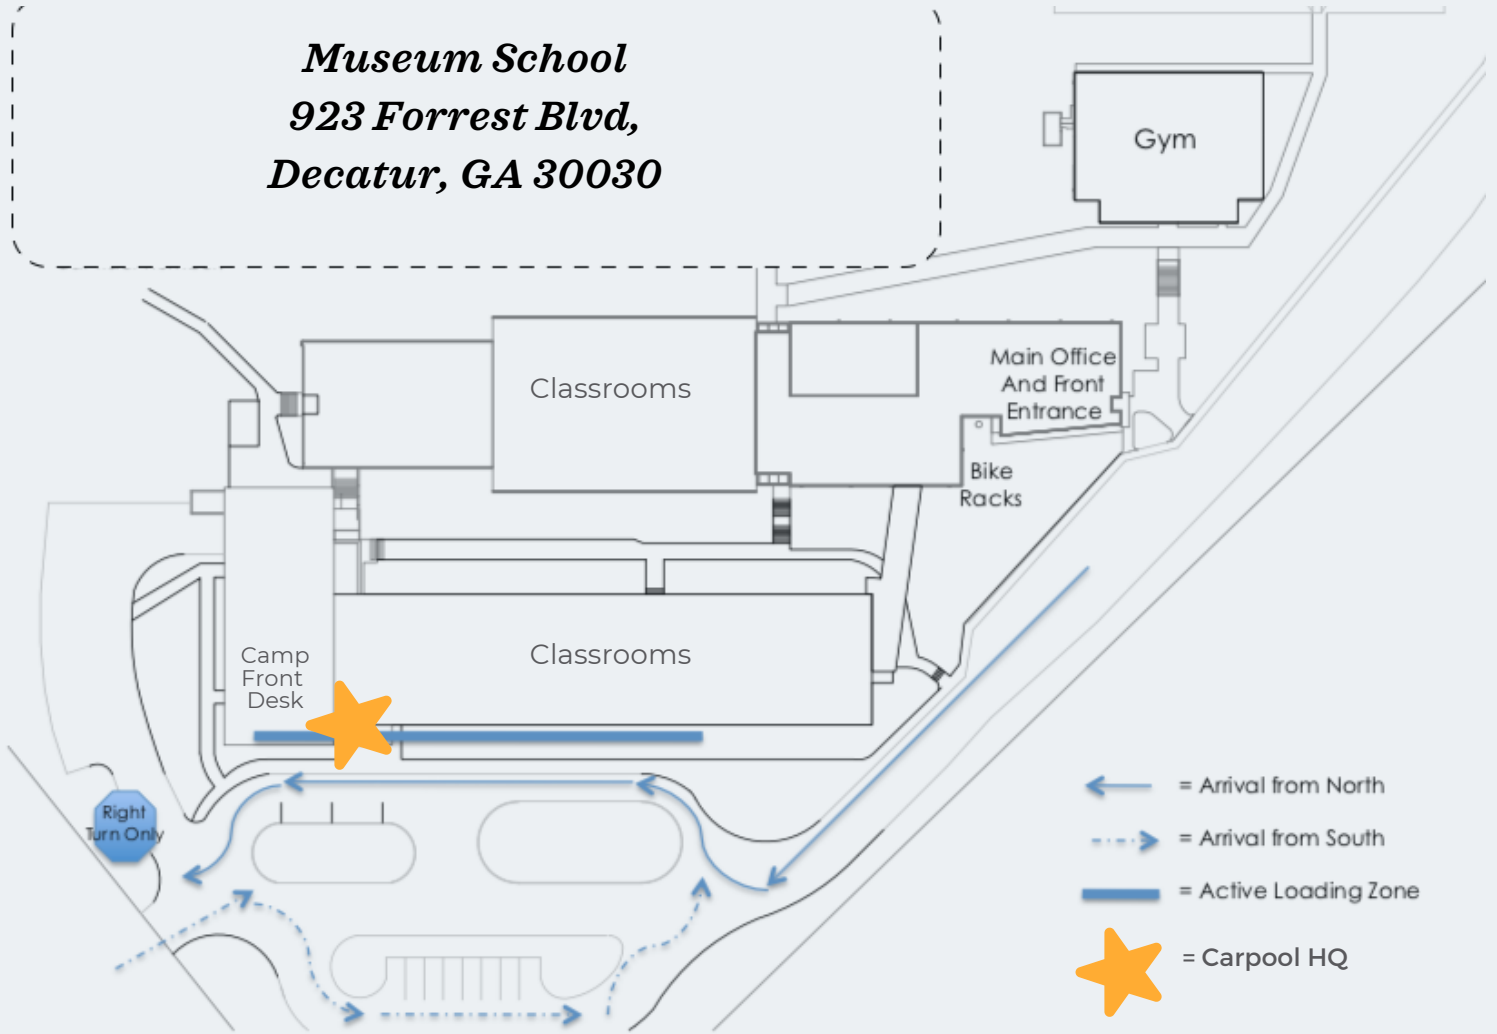 Museum School
923 Forrest Blvd,
Decatur, GA 30030
Gym
Main Office
And Front
Entrance
Classrooms
Bike
Racks
Classrooms
Camp
Front
Desk
Right
Turn Only
= Arrival from North
= Arrival from South
= Active Loading Zone
= Carpool HQ